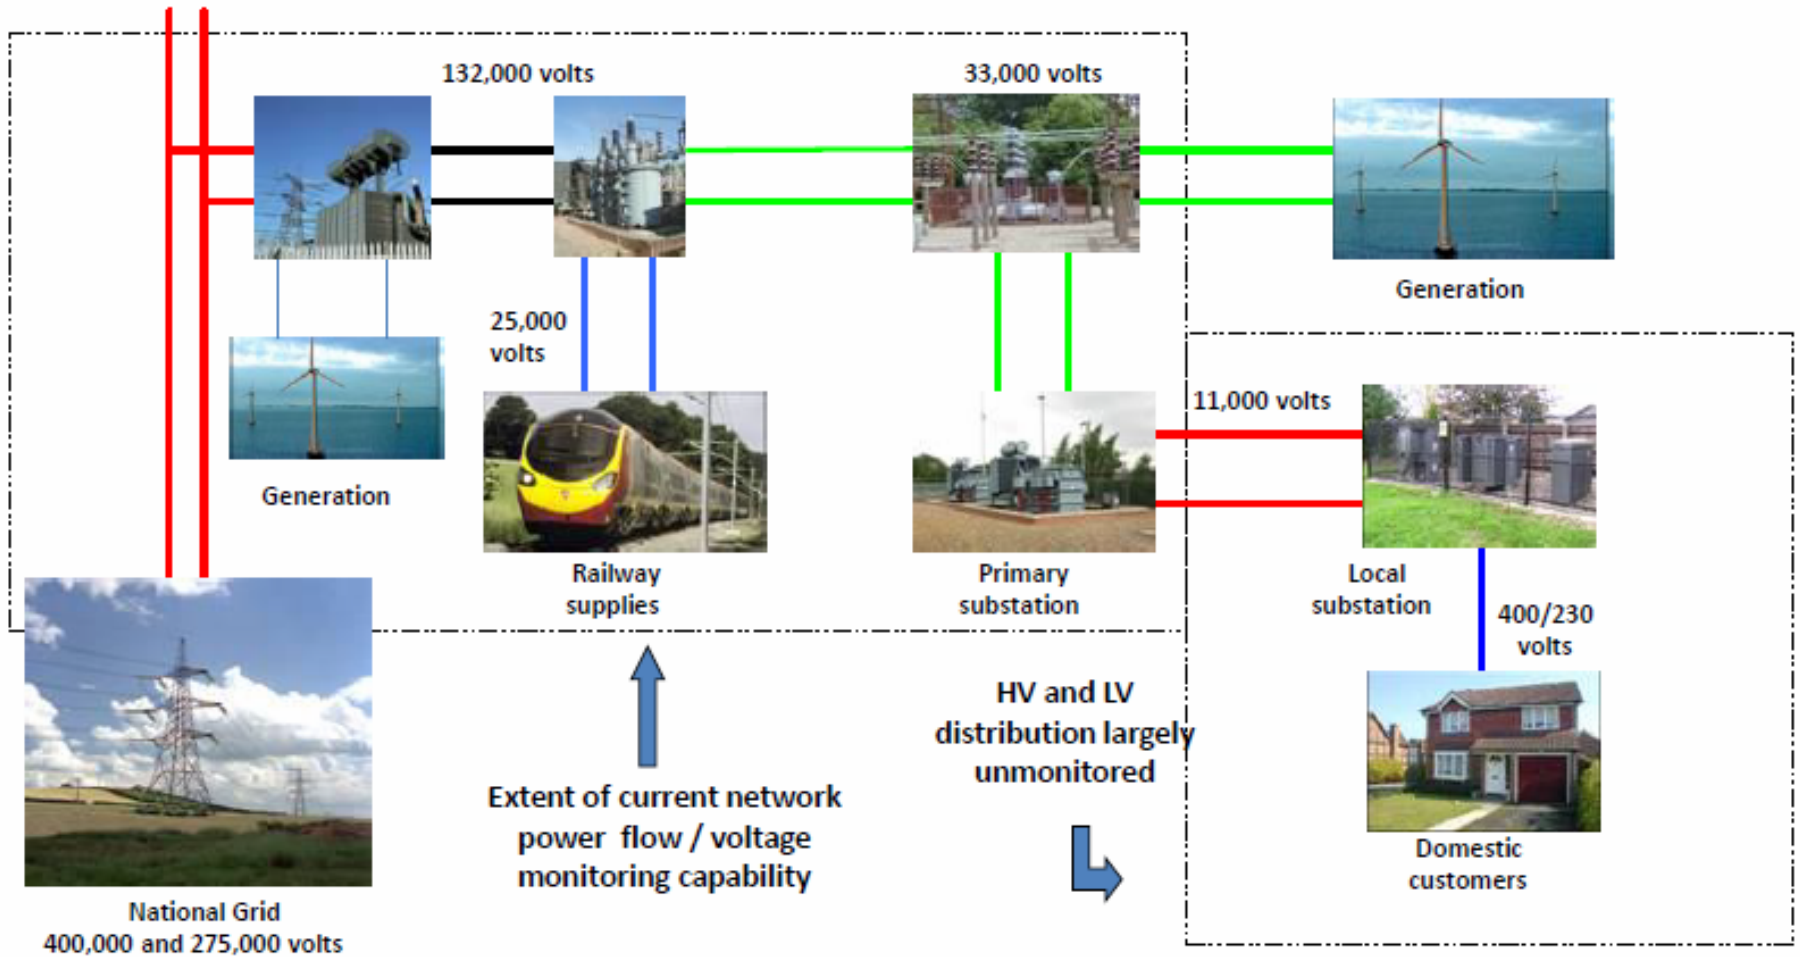 132,000 volts
33,000 volts
Generation
25,000
volts
11,000 volts
Generation
Railway
supplies
Primary
substation
Local
substation
400/230
volts
HV and LV
distribution largely
unmonitored
Extent of current network
power flow / voltage
monitoring capability
Domestic
customers
National Grid
400,000 and 275,000 volts